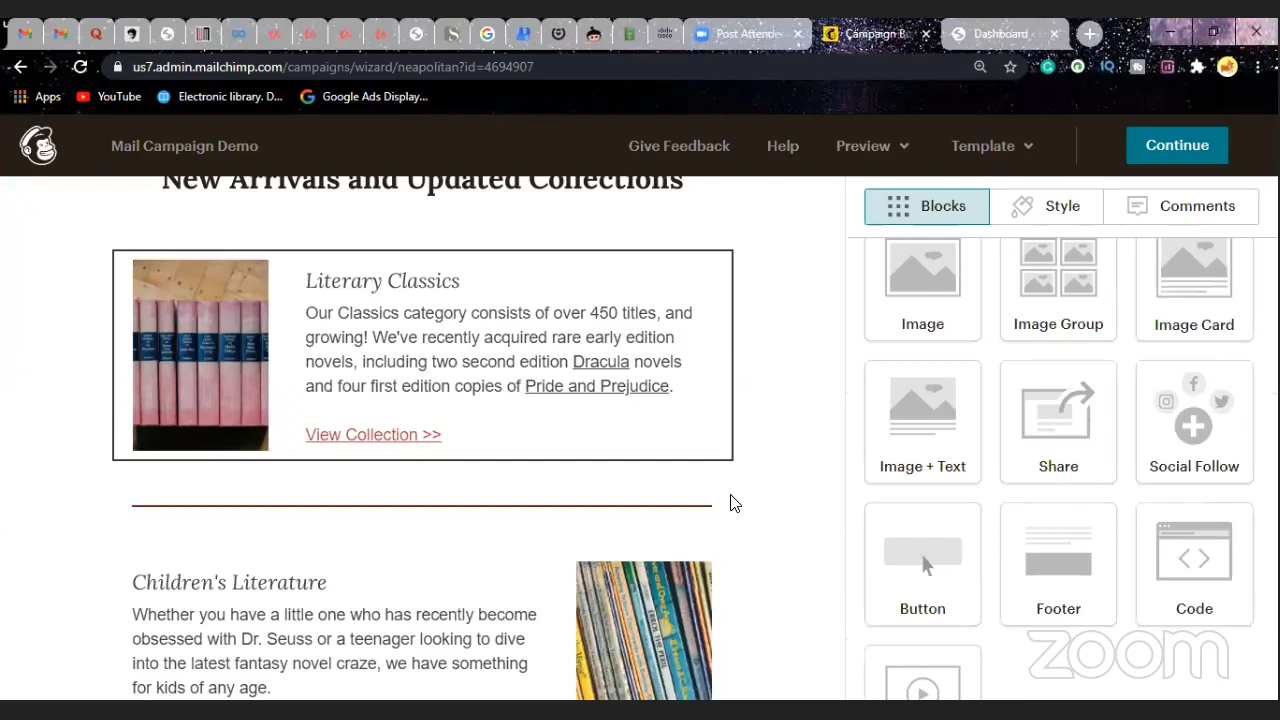 Post Attende
Campaign B
Dashboard
us7.admin.mailchimp.com/campaigns/wizard/neapolitan?id=4694907
Apps
YouTube
Electronic library. D...
Google Ads Display...
Mail Campaign Demo
Give Feedback
Help
Preview
Template
Continue
New Arrivals and Updated Collections
Blocks
Style
Comments
Literary Classics
Our Classics category consists of over 450 titles, and
growing! We've recently acquired rare early edition
novels, including two second edition Dracula novels
and four first edition copies of Pride and Prejudice.
View Collection >>
Image
Image Group
Image Card
Image + Text
Share
Social Follow
Children's Literature
Whether you have a little one who has recently become
obsessed with Dr. Seuss or a teenager looking to dive
into the latest fantasy novel craze, we have something
for kids of any age.
Button
Footer
Code
zoom